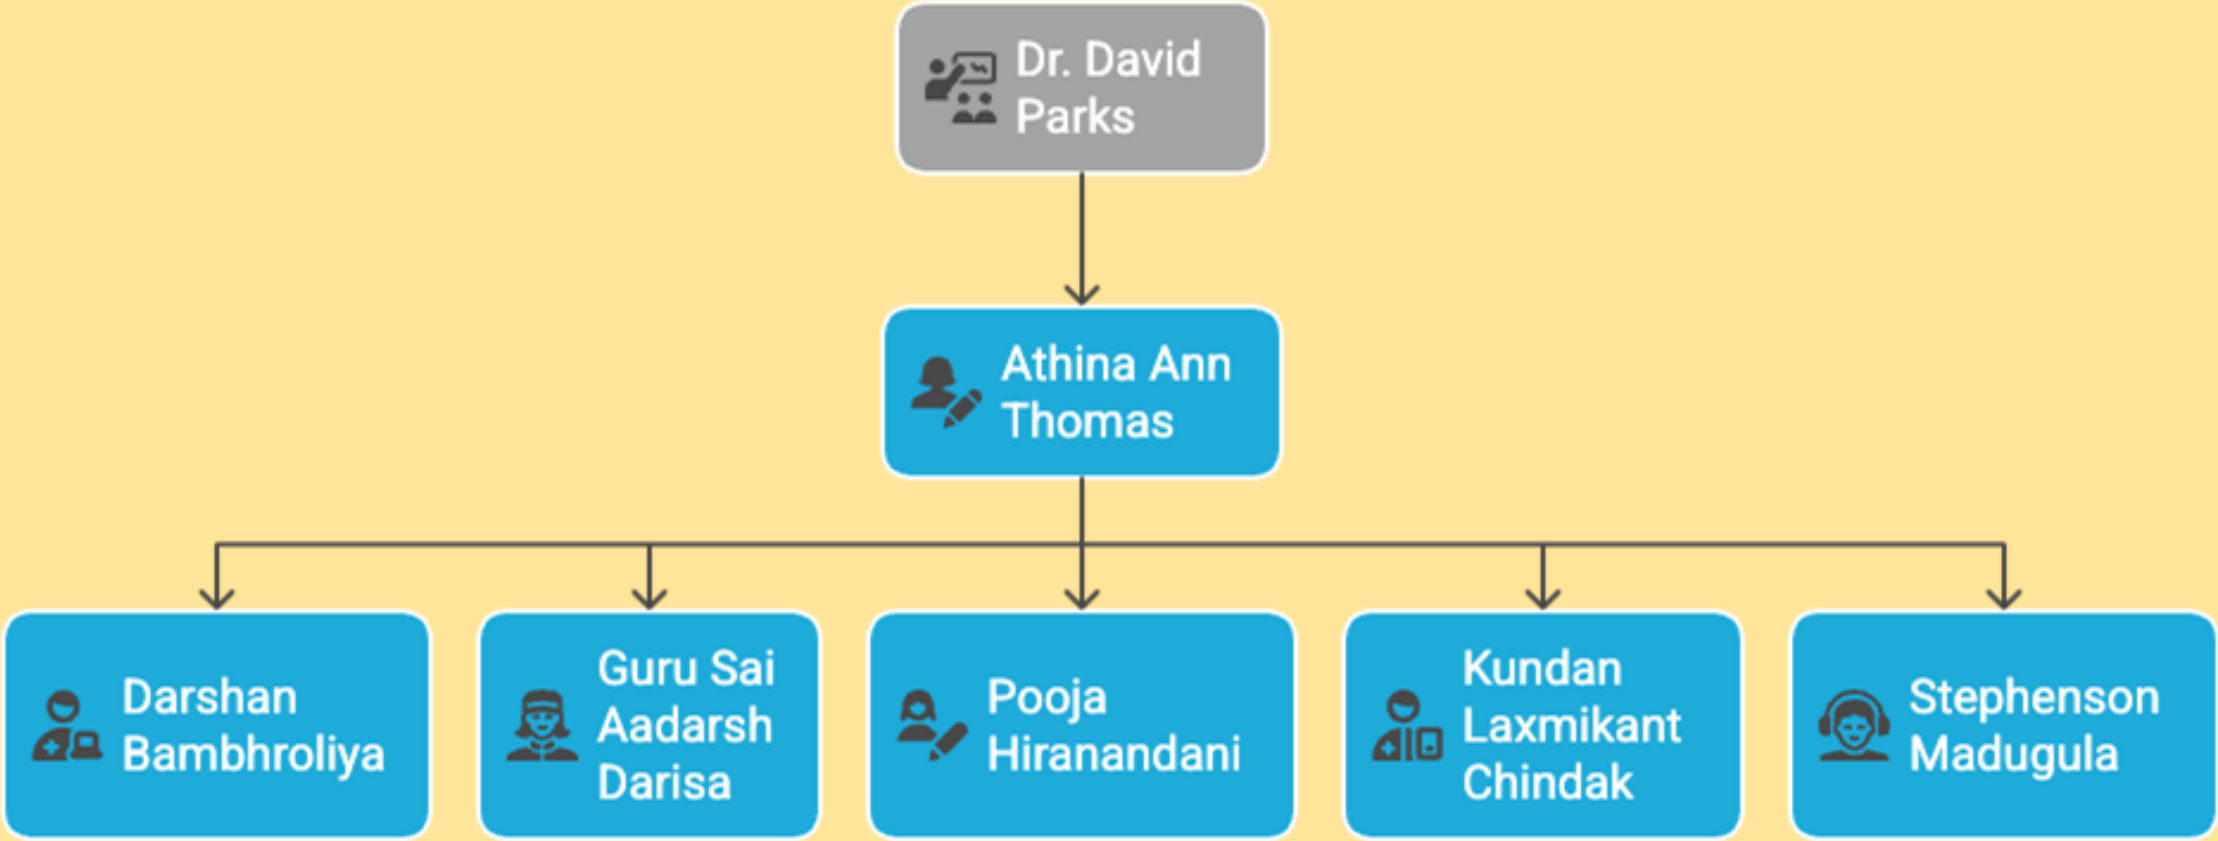 Dr. David
Parks
Athina Ann
Thomas
Darshan
Bambhroliya
Guru Sai
Aadarsh
Darisa
Pooja
Hiranandani
Kundan
Laxmikant
Chindak
Stephenson
Madugula